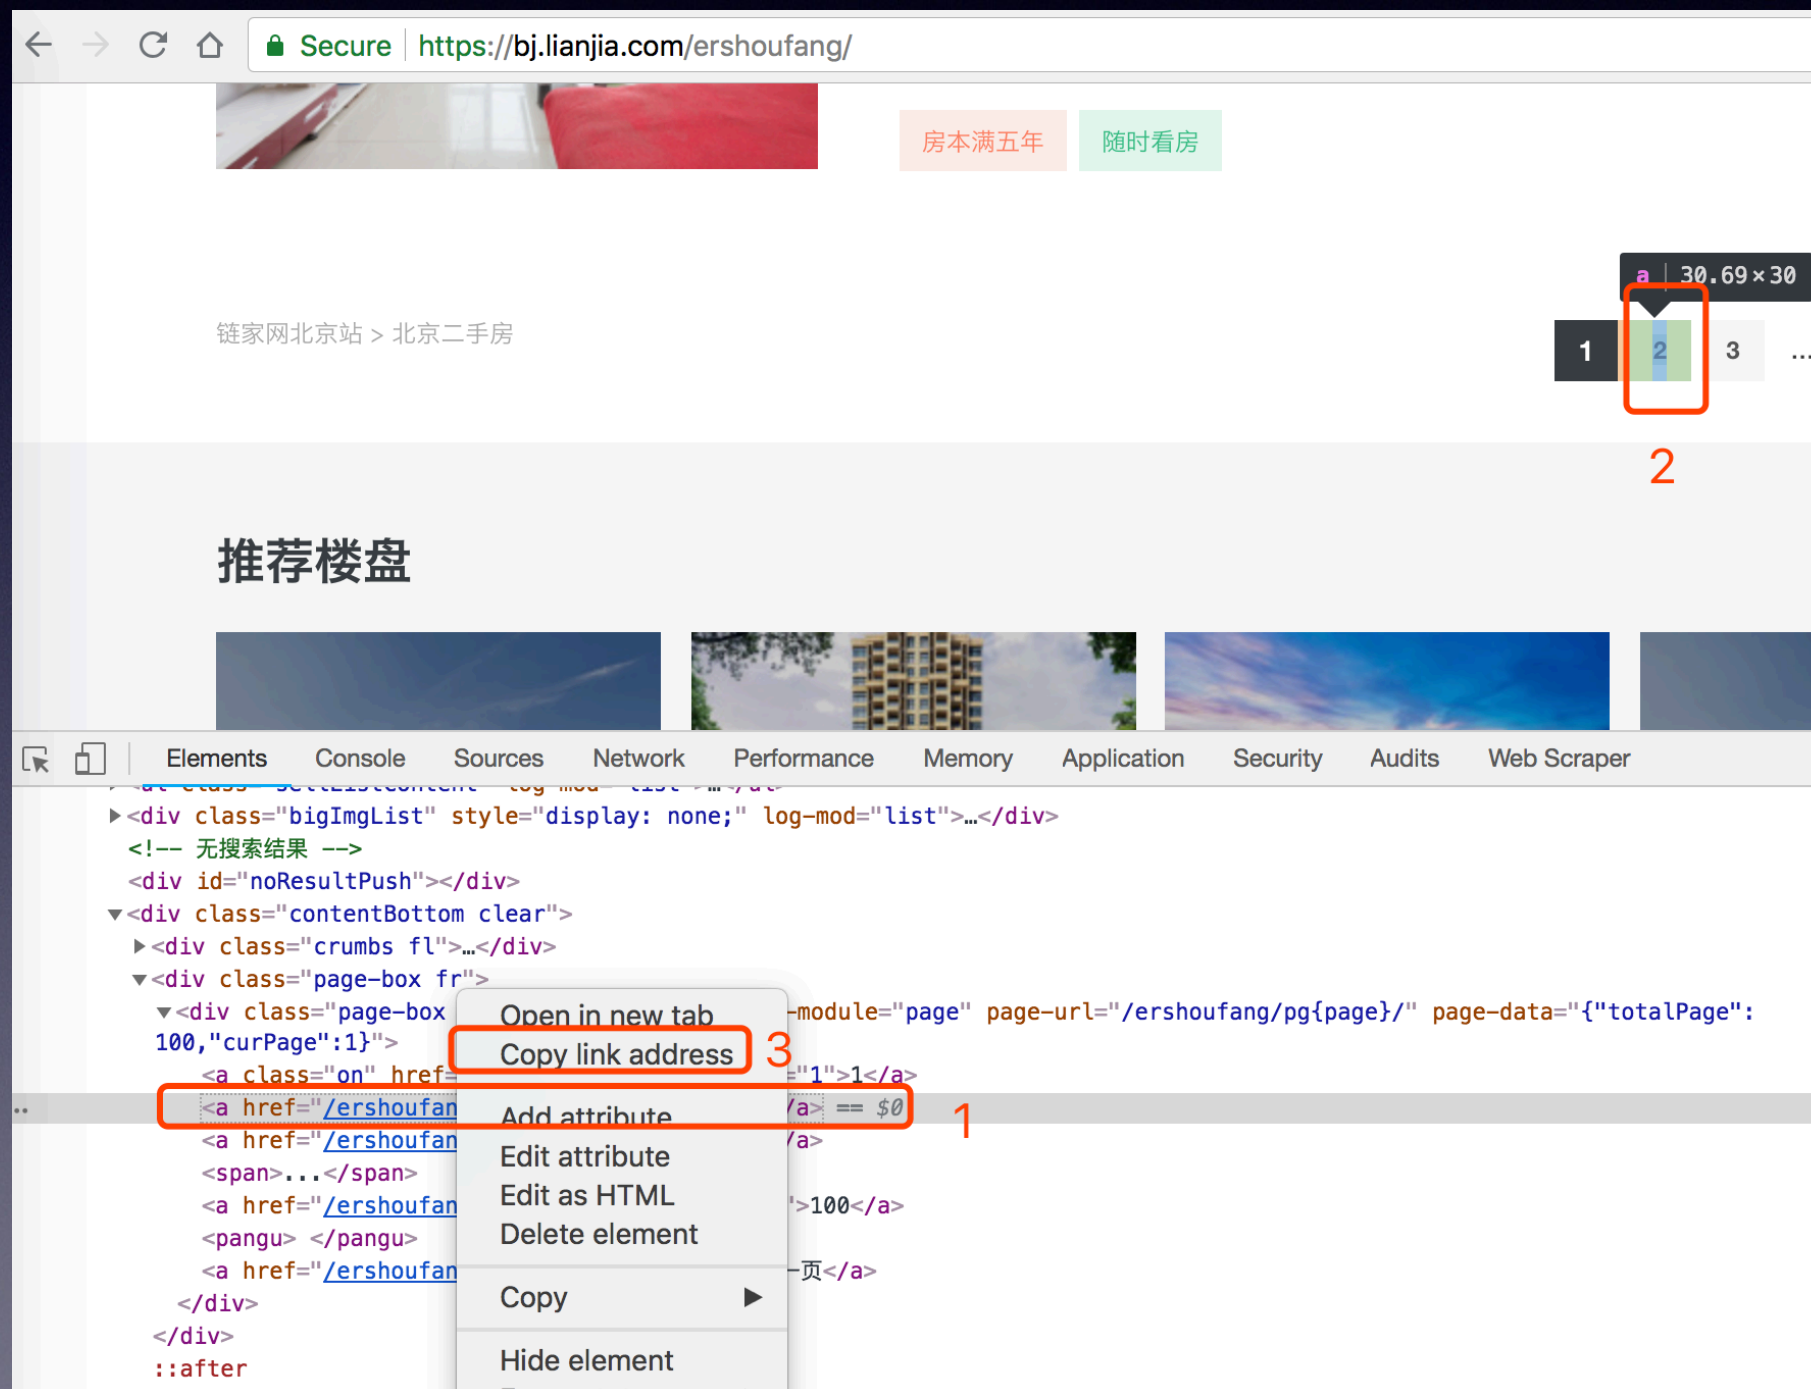 Secure https://bj.lianjia.com/ershoufang/
房本满五年 随时看房
a 30.69×30
链家网北京站 > 北京二手房
1 2 3 ...
2
推荐楼盘
Elements Console Sources Network Performance Memory Application Security Audits Web Scraper
<div class="bigImgList" style="display: none;" log-mod="list">…</div>
<!-- 无搜索结果 -->
<div id="noResultPush"></div>
<div class="contentBottom clear">
<div class="crumbs fl">…</div>
<div class="page-box fr">
<div class="page-box -module="page" page-url="/ershoufang/pg{page}/" page-data="{"totalPage":
100,"curPage":1}">
<a class="on" href= ="1">1</a>
<a href="/ershoufan /a> == $0
1
<a href="/ershoufan /a>
<span>...</span>
<a href="/ershoufan ">100</a>
<pangu> </pangu>
<a href="/ershoufan 页</a>
</div>
</div>
::after
Open in new tab
Copy link address
3
Add attribute
Edit attribute
Edit as HTML
Delete element
Copy
Hide element